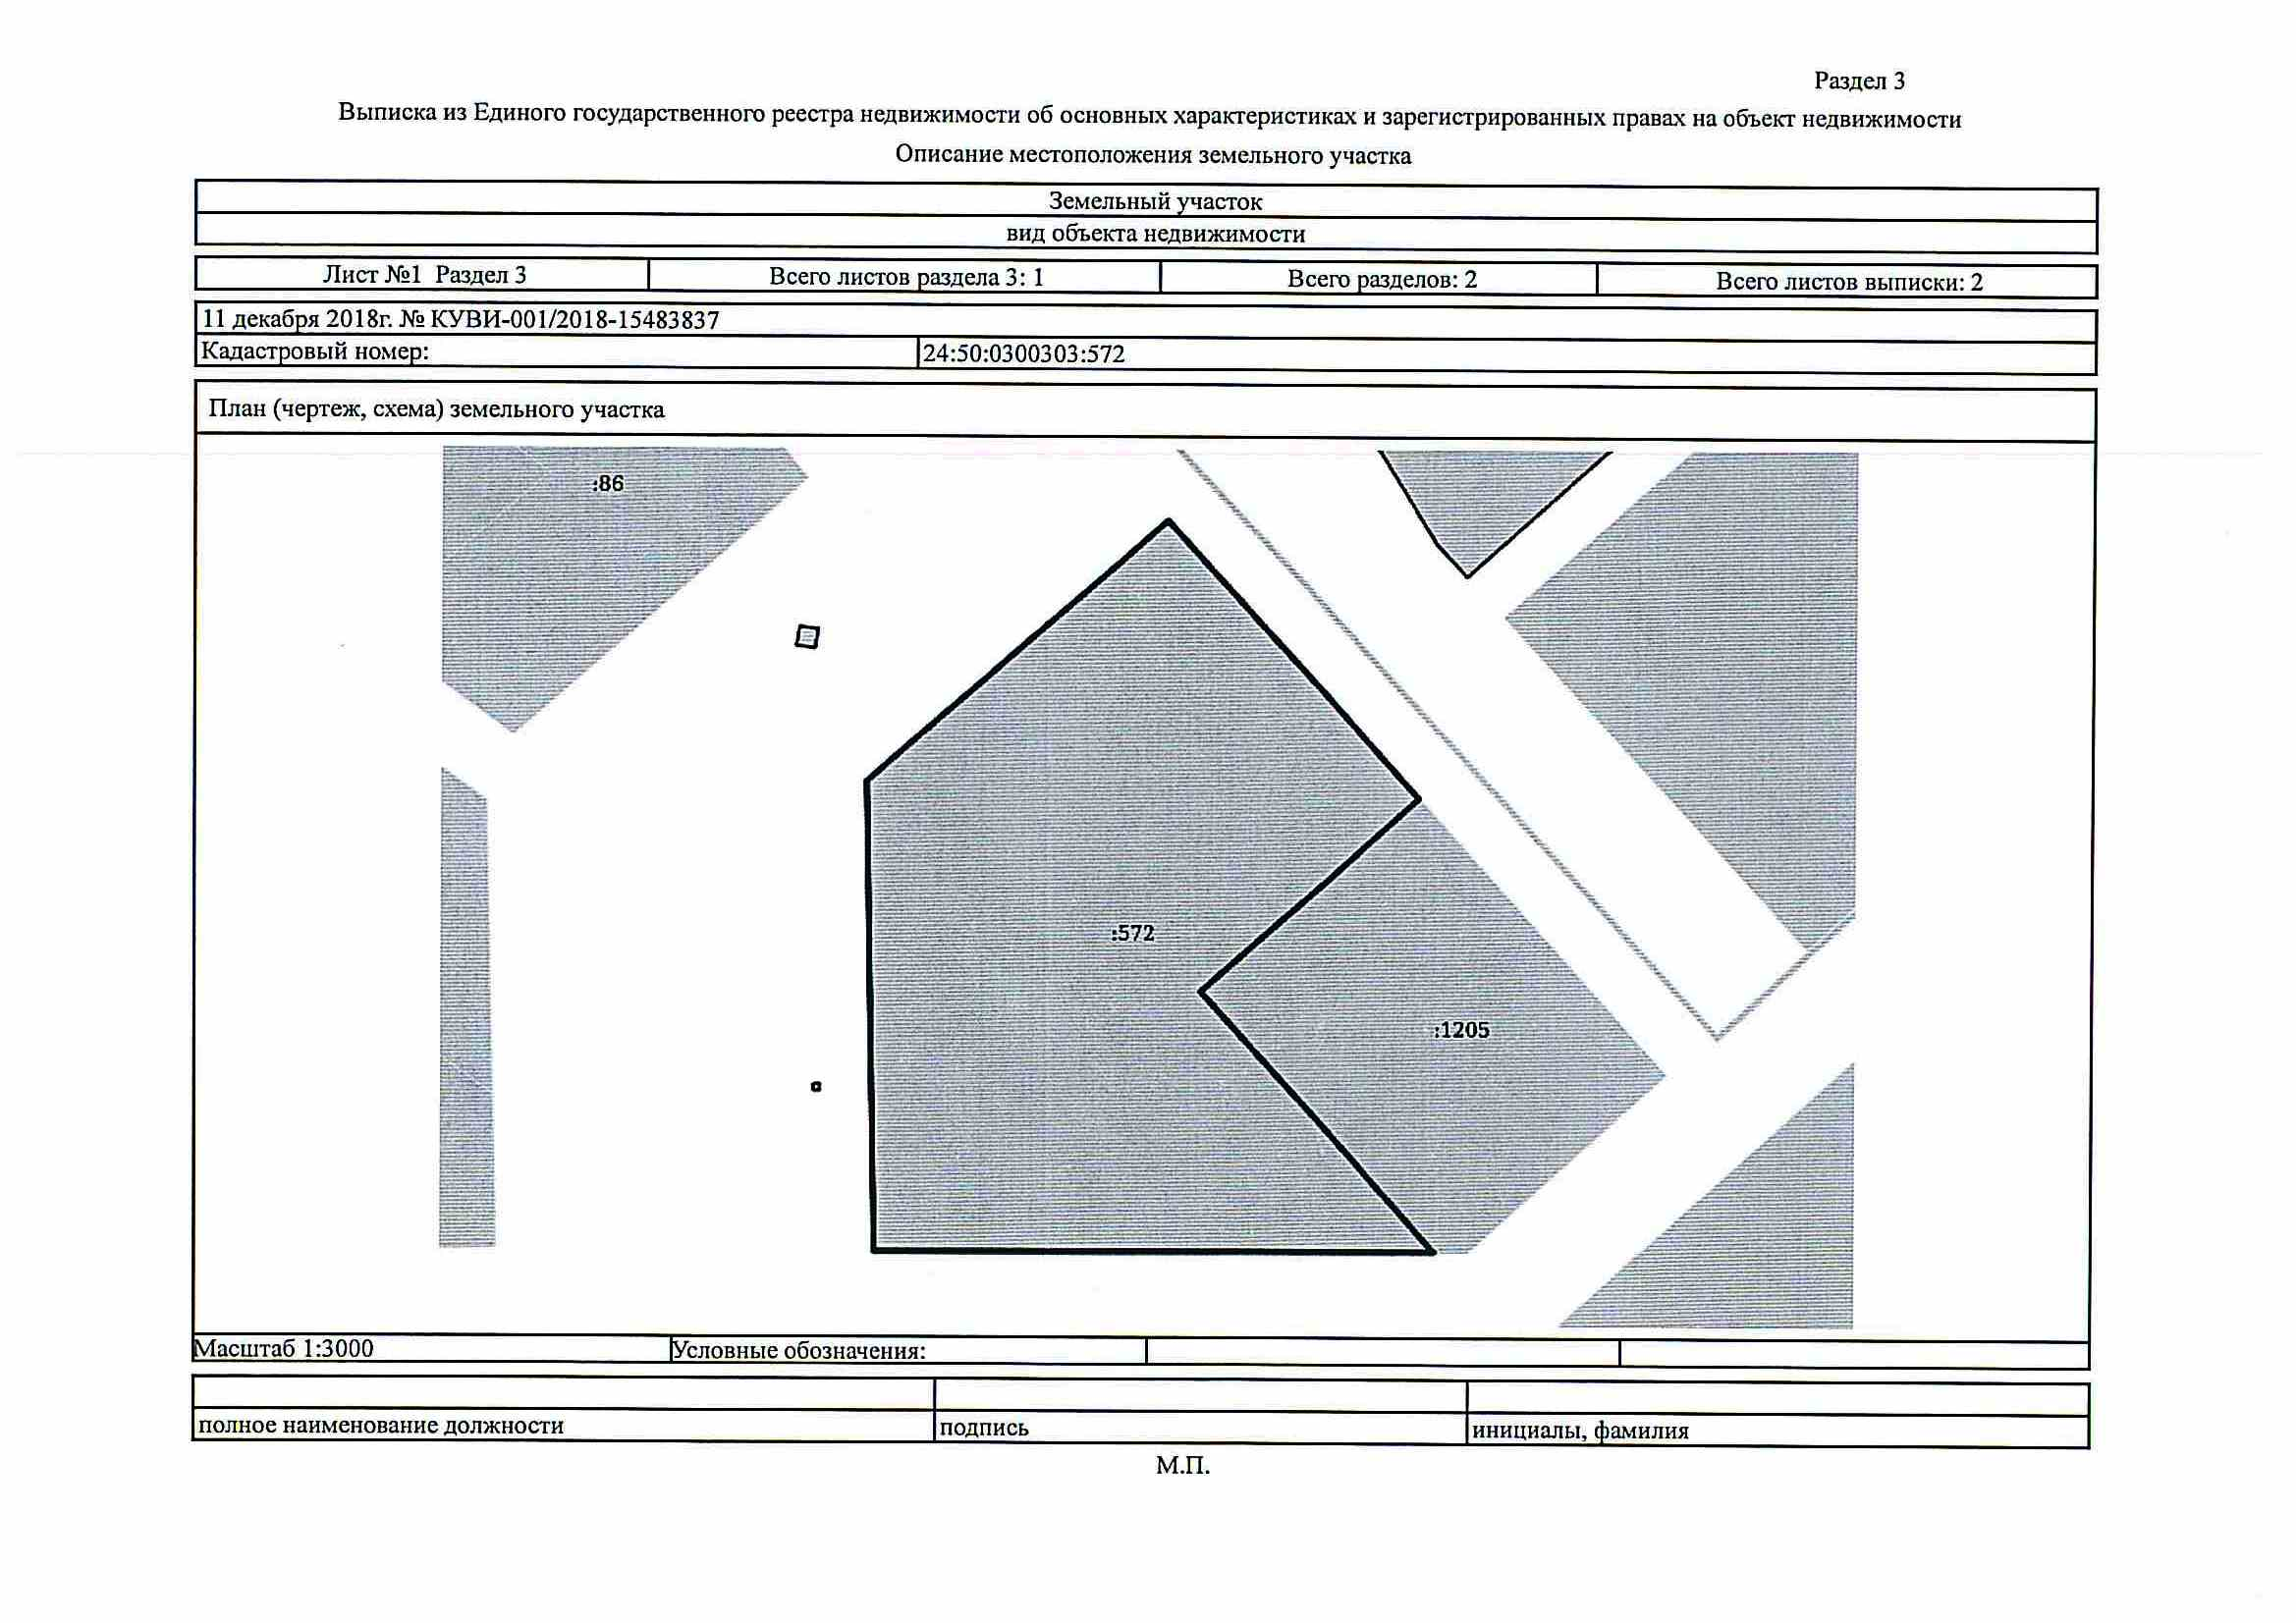 Раздел 3
Выписка из Единого государственного реестра недвижимости об основных характеристиках и зарегистрированных правах на объект недвижимости
Описание местоположения земельного участка
Земельный участок
вид объекта недвижимости
Лист №1 Раздел 3 Всего листов раздела 3: 1 Всего разделов: 2 Всего листов выписки: 2
11 декабря 2018г. № КУВИ-001/2018-15483837
Кадастровый номер: 24:50:0300303:572
План (чертеж, схема) земельного участка
:86
:572
:1205
Масштаб 1:3000 Условные обозначения:
полное наименование должности подпись инициалы, фамилия
М.П.